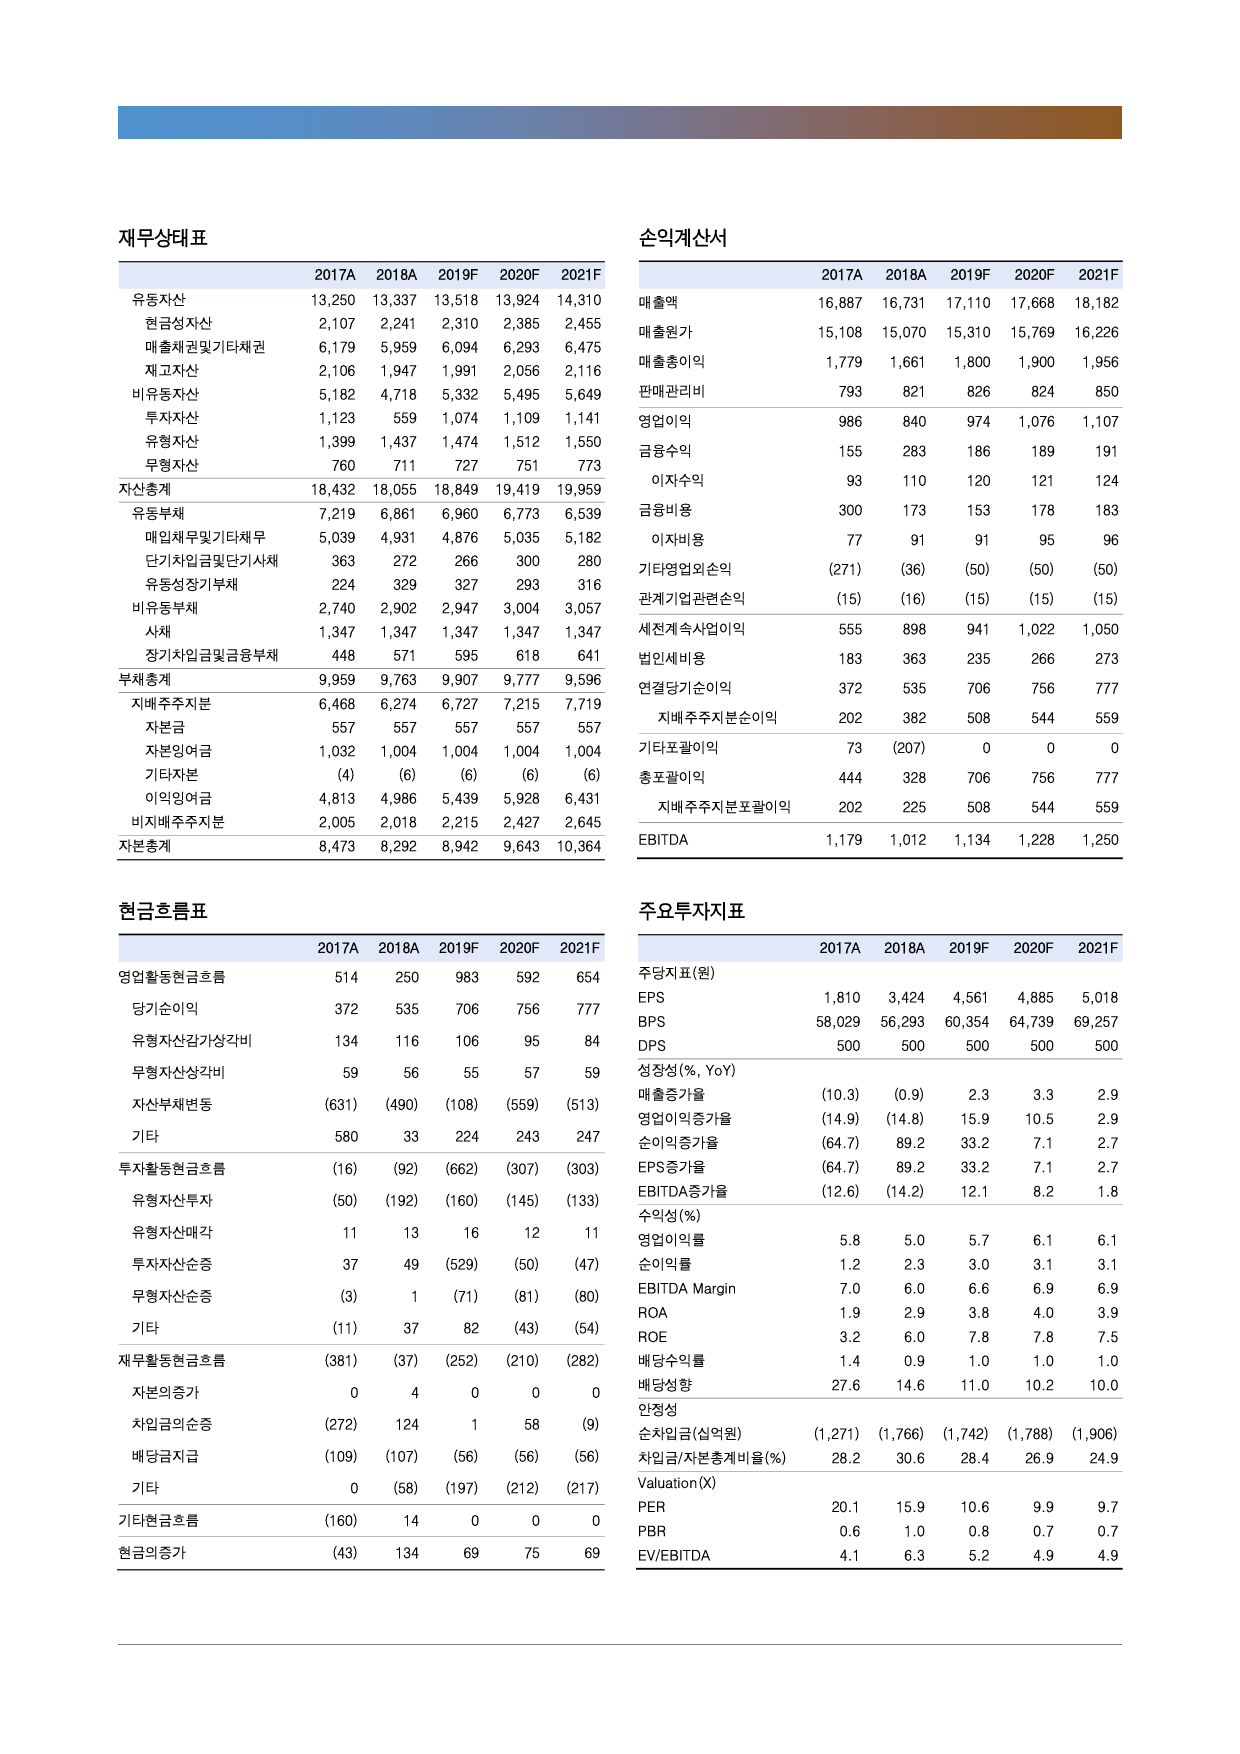 재무상태표
2017A 2018A 2019F 2020F 2021F
유동자산 13,250 13,337 13,518 13,924 14,310
현금성자산 2,107 2,241 2,310 2,385 2,455
매출채권및기타채권 6,179 5,959 6,094 6,293 6,475
재고자산 2,106 1,947 1,991 2,056 2,116
비유동자산 5,182 4,718 5,332 5,495 5,649
투자자산 1,123 559 1,074 1,109 1,141
유형자산 1,399 1,437 1,474 1,512 1,550
무형자산 760 711 727 751 773
자산총계 18,432 18,055 18,849 19,419 19,959
유동부채 7,219 6,861 6,960 6,773 6,539
매입채무및기타채무 5,039 4,931 4,876 5,035 5,182
단기차입금및단기사채 363 272 266 300 280
유동성장기부채 224 329 327 293 316
비유동부채 2,740 2,902 2,947 3,004 3,057
사채 1,347 1,347 1,347 1,347 1,347
장기차입금및금융부채 448 571 595 618 641
부채총계 9,959 9,763 9,907 9,777 9,596
지배주주지분 6,468 6,274 6,727 7,215 7,719
자본금 557 557 557 557 557
자본잉여금 1,032 1,004 1,004 1,004 1,004
기타자본 (4) (6) (6) (6) (6)
이익잉여금 4,813 4,986 5,439 5,928 6,431
비지배주주지분 2,005 2,018 2,215 2,427 2,645
자본총계 8,473 8,292 8,942 9,643 10,364
손익계산서
2017A 2018A 2019F 2020F 2021F
매출액 16,887 16,731 17,110 17,668 18,182
매출원가 15,108 15,070 15,310 15,769 16,226
매출총이익 1,779 1,661 1,800 1,900 1,956
판매관리비 793 821 826 824 850
영업이익 986 840 974 1,076 1,107
금융수익 155 283 186 189 191
이자수익 93 110 120 121 124
금융비용 300 173 153 178 183
이자비용 77 91 91 95 96
기타영업외손익 (271) (36) (50) (50) (50)
관계기업관련손익 (15) (16) (15) (15) (15)
세전계속사업이익 555 898 941 1,022 1,050
법인세비용 183 363 235 266 273
연결당기순이익 372 535 706 756 777
지배주주지분순이익 202 382 508 544 559
기타포괄이익 73 (207) 0 0 0
총포괄이익 444 328 706 756 777
지배주주지분포괄이익 202 225 508 544 559
EBITDA 1,179 1,012 1,134 1,228 1,250
현금흐름표
2017A 2018A 2019F 2020F 2021F
영업활동현금흐름 514 250 983 592 654
당기순이익 372 535 706 756 777
유형자산감가상각비 134 116 106 95 84
무형자산상각비 59 56 55 57 59
자산부채변동 (631) (490) (108) (559) (513)
기타 580 33 224 243 247
투자활동현금흐름 (16) (92) (662) (307) (303)
유형자산투자 (50) (192) (160) (145) (133)
유형자산매각 11 13 16 12 11
투자자산순증 37 49 (529) (50) (47)
무형자산순증 (3) 1 (71) (81) (80)
기타 (11) 37 82 (43) (54)
재무활동현금흐름 (381) (37) (252) (210) (282)
자본의증가 0 4 0 0 0
차입금의순증 (272) 124 1 58 (9)
배당금지급 (109) (107) (56) (56) (56)
기타 0 (58) (197) (212) (217)
기타현금흐름 (160) 14 0 0 0
현금의증가 (43) 134 69 75 69
주요투자지표
2017A 2018A 2019F 2020F 2021F
주당지표(원)
EPS 1,810 3,424 4,561 4,885 5,018
BPS 58,029 56,293 60,354 64,739 69,257
DPS 500 500 500 500 500
성장성(%, YoY)
매출증가율 (10.3) (0.9) 2.3 3.3 2.9
영업이익증가율 (14.9) (14.8) 15.9 10.5 2.9
순이익증가율 (64.7) 89.2 33.2 7.1 2.7
EPS증가율 (64.7) 89.2 33.2 7.1 2.7
EBITDA증가율 (12.6) (14.2) 12.1 8.2 1.8
수익성(%)
영업이익률 5.8 5.0 5.7 6.1 6.1
순이익률 1.2 2.3 3.0 3.1 3.1
EBITDA Margin 7.0 6.0 6.6 6.9 6.9
ROA 1.9 2.9 3.8 4.0 3.9
ROE 3.2 6.0 7.8 7.8 7.5
배당수익률 1.4 0.9 1.0 1.0 1.0
배당성향 27.6 14.6 11.0 10.2 10.0
안정성
순차입금(십억원) (1,271) (1,766) (1,742) (1,788) (1,906)
차입금/자본총계비율(%) 28.2 30.6 28.4 26.9 24.9
Valuation(X)
PER 20.1 15.9 10.6 9.9 9.7
PBR 0.6 1.0 0.8 0.7 0.7
EV/EBITDA 4.1 6.3 5.2 4.9 4.9